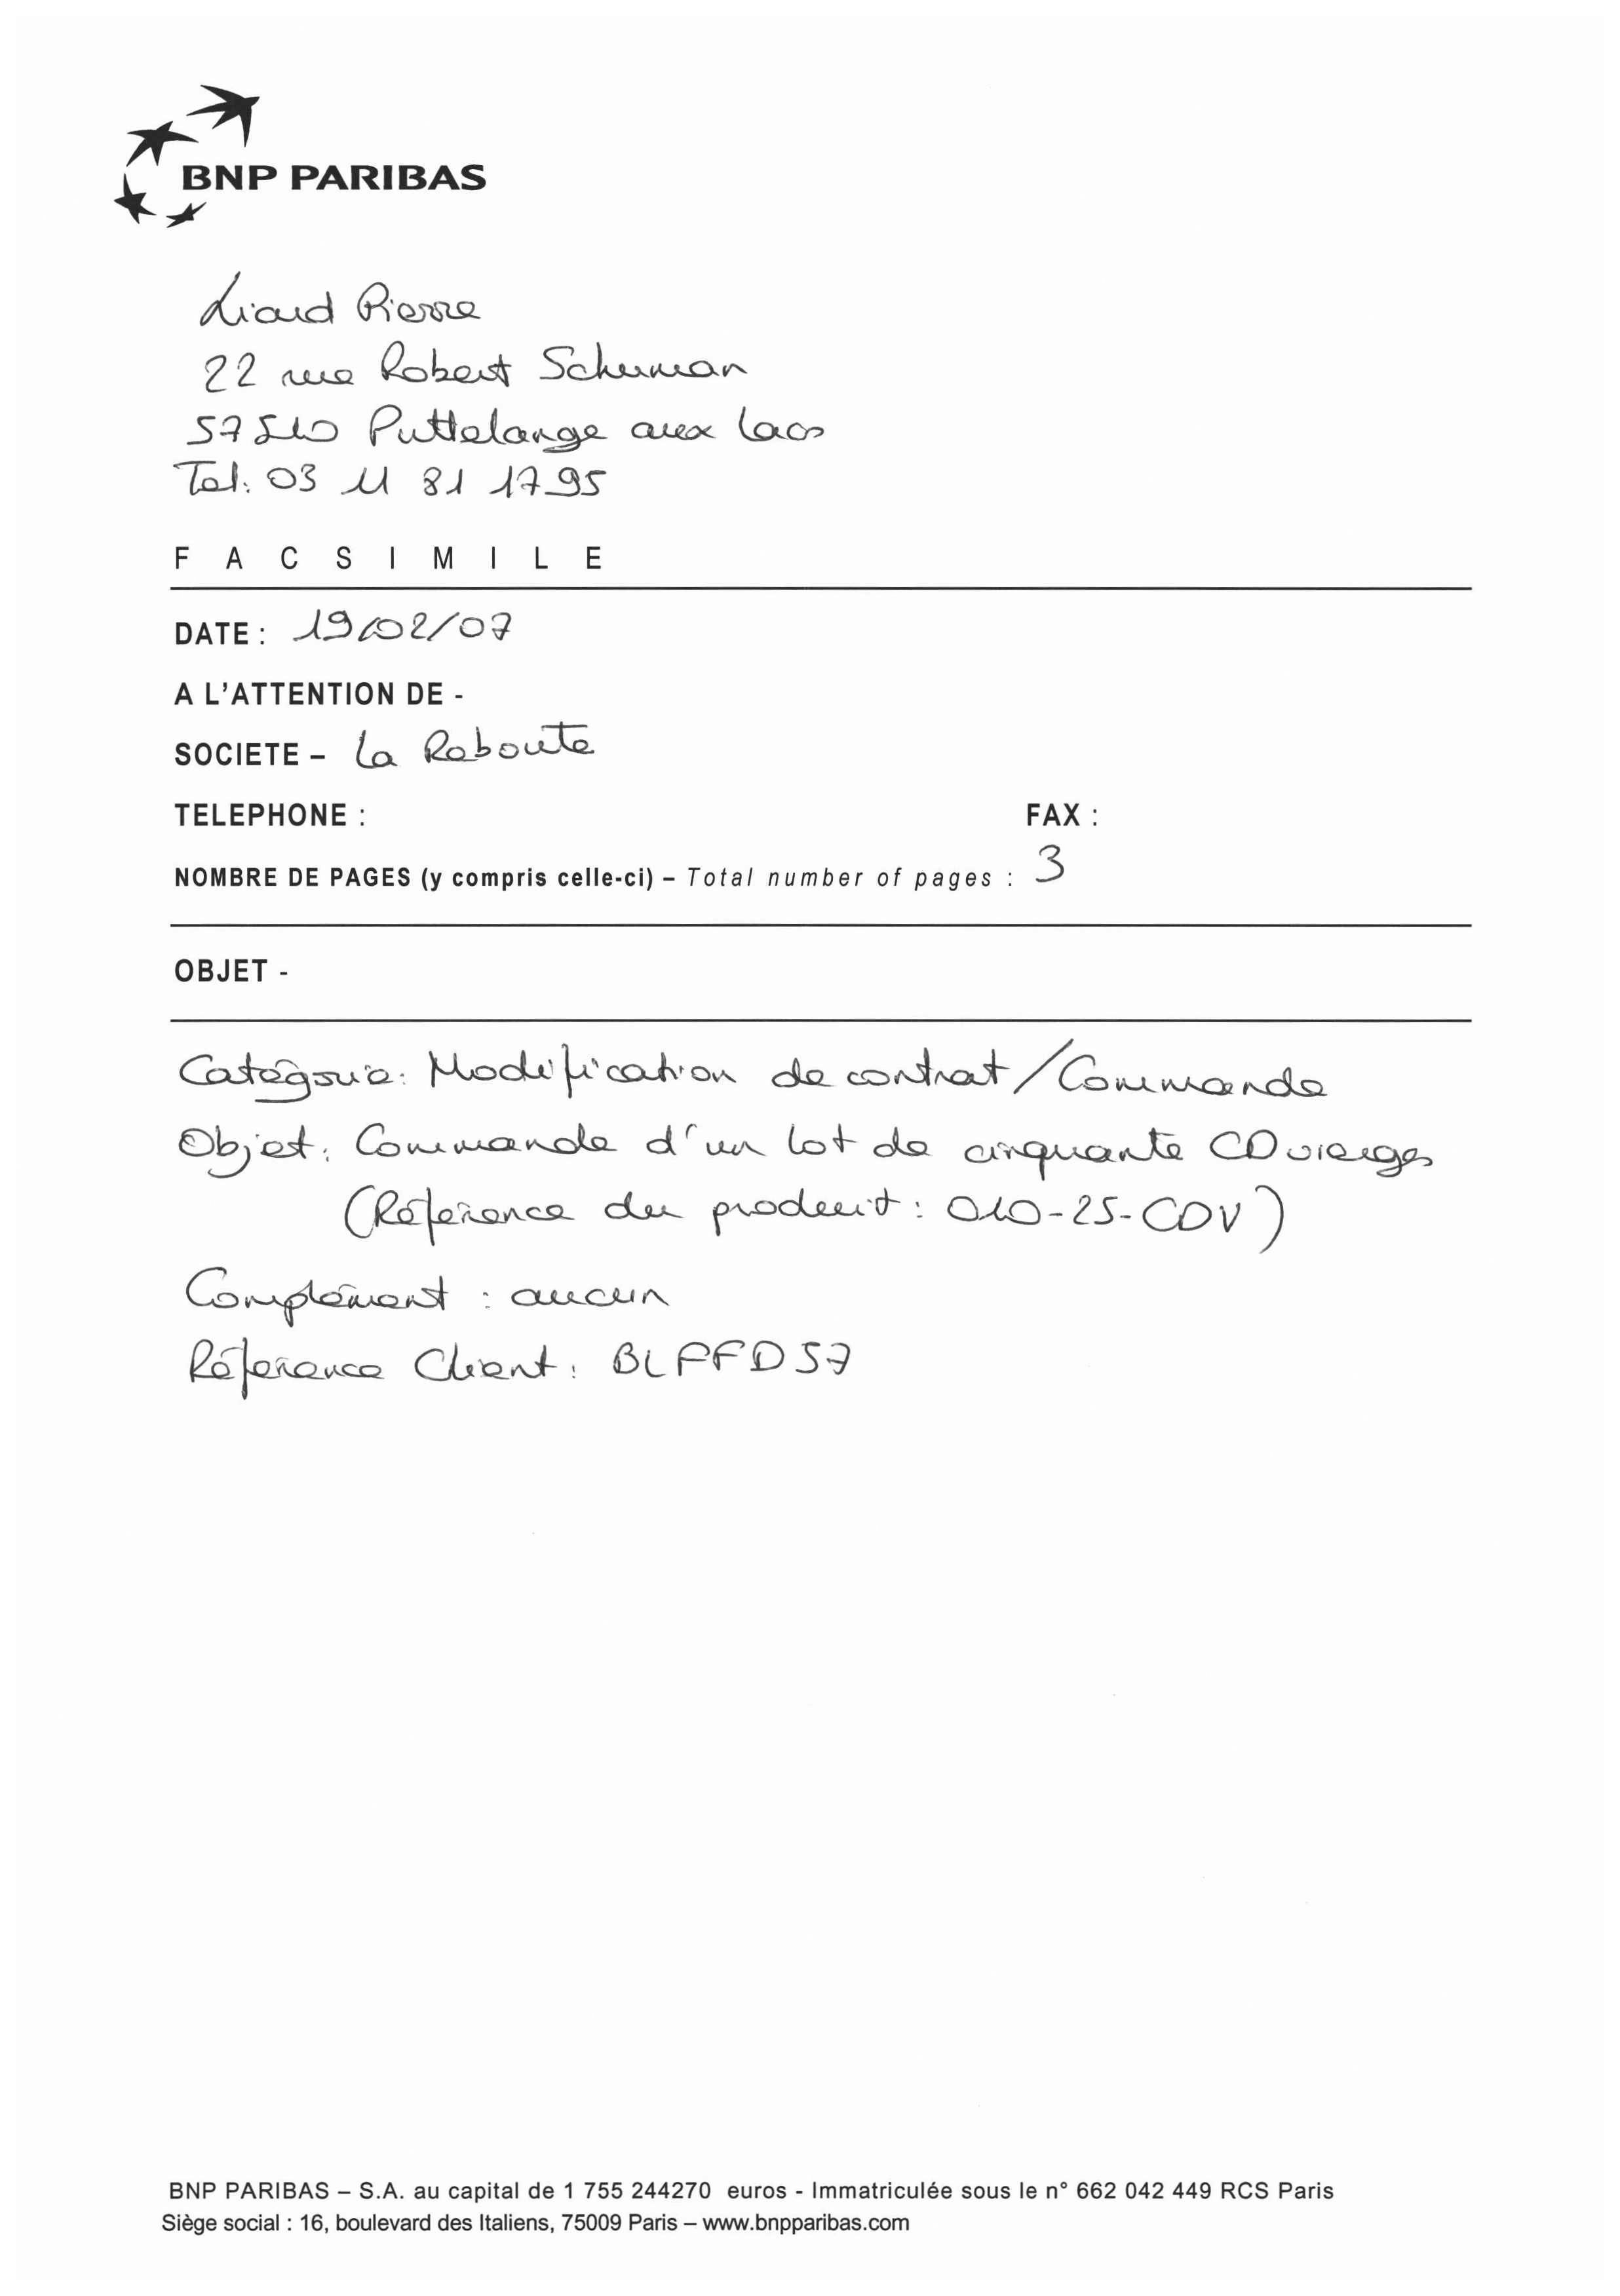 BNP PARIBAS
Liaud Pierre
22 rue Robert Schuman
57510 Puttelange aux Lacs
Tel: 03 11 81 17 95
FACSIMILE
DATE : 19/02/07
A L'ATTENTION DE -
SOCIETE – La Reboute
TELEPHONE : FAX :
NOMBRE DE PAGES (y compris celle-ci) – Total number of pages : 3
OBJET -
Catégorie: Modification de contrat/Commande
Objet: Commande d'un lot de cinquante CD vierges
(Référence du produit : 010-25-CDV)
Complément : aucun
Référence Client : BLPFD57
BNP PARIBAS – S.A. au capital de 1 755 244270 euros - Immatriculée sous le n° 662 042 449 RCS Paris
Siège social : 16, boulevard des Italiens, 75009 Paris – www.bnpparibas.com